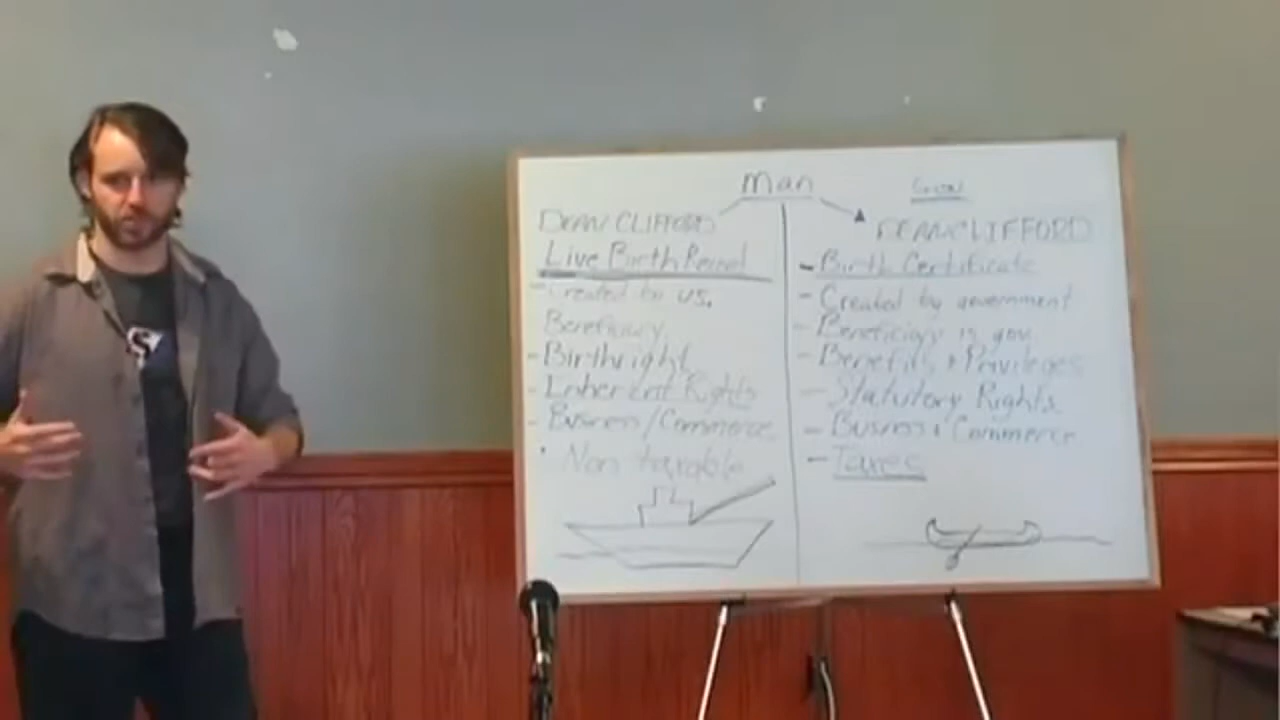 Man
DEAN CLIFFORD
Live Birth Record
- Created by us.
Beneficiary
- Birthright
- Inherent Rights
- Business/Commerce
Non taxable
DEAN CLIFFORD
- Birth Certificate
- Created by government
- Beneficiary is gov.
- Benefits + Privileges
- Statutory Rights
- Business + Commerce
- Taxes
S